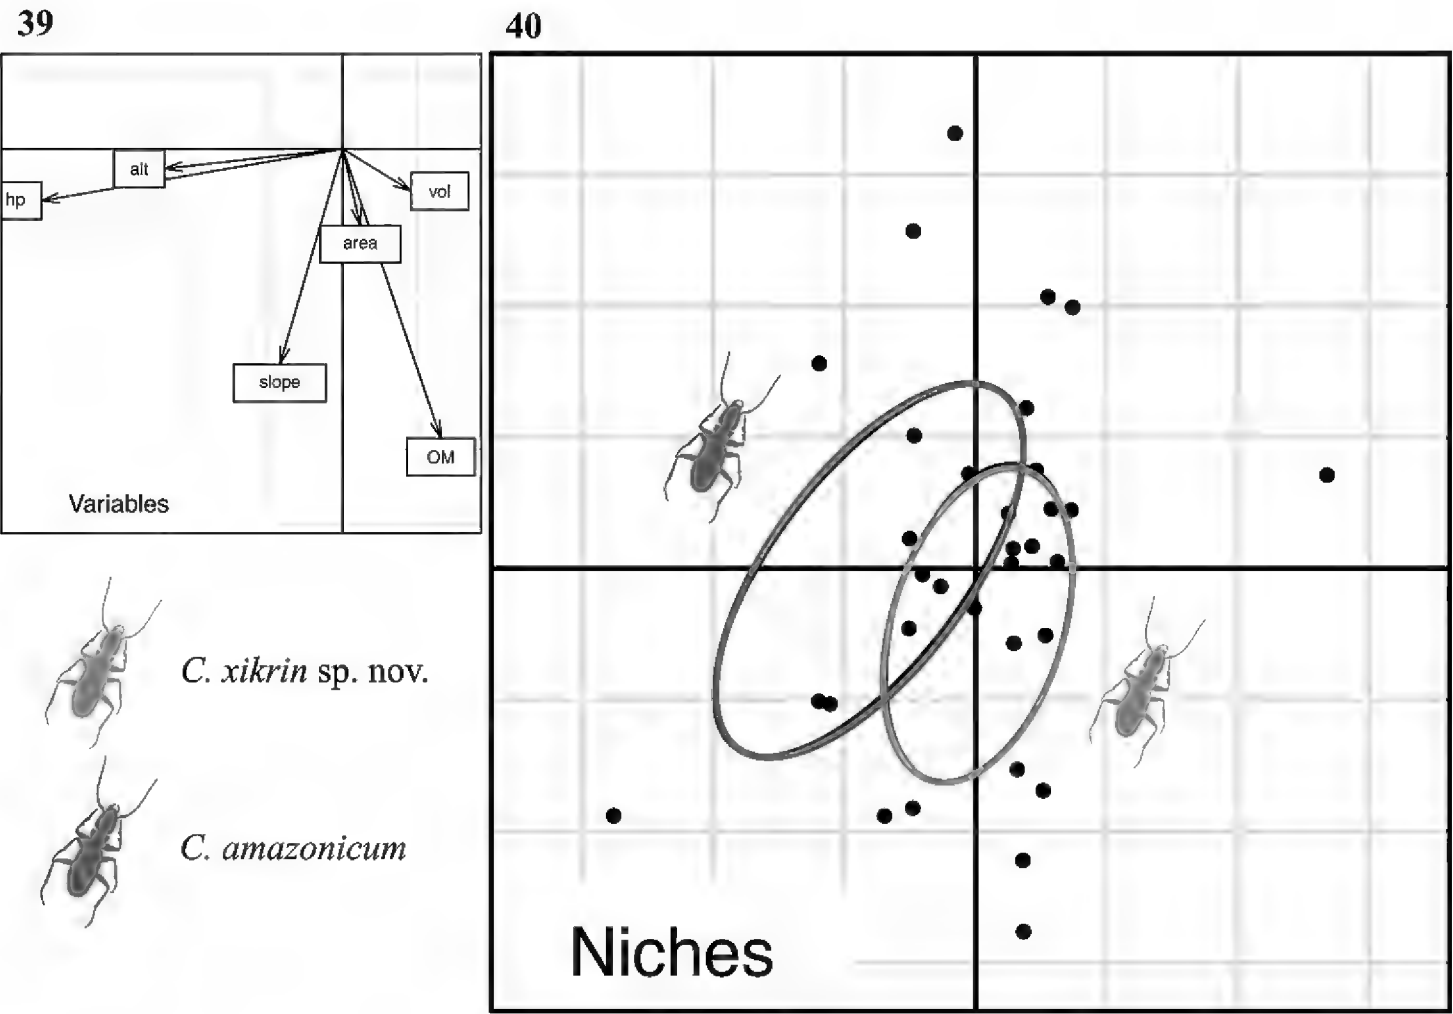 39
40
alt
hp
vol
area
slope
OM
Variables
C. xikrin sp. nov.
C. amazonicum
Niches